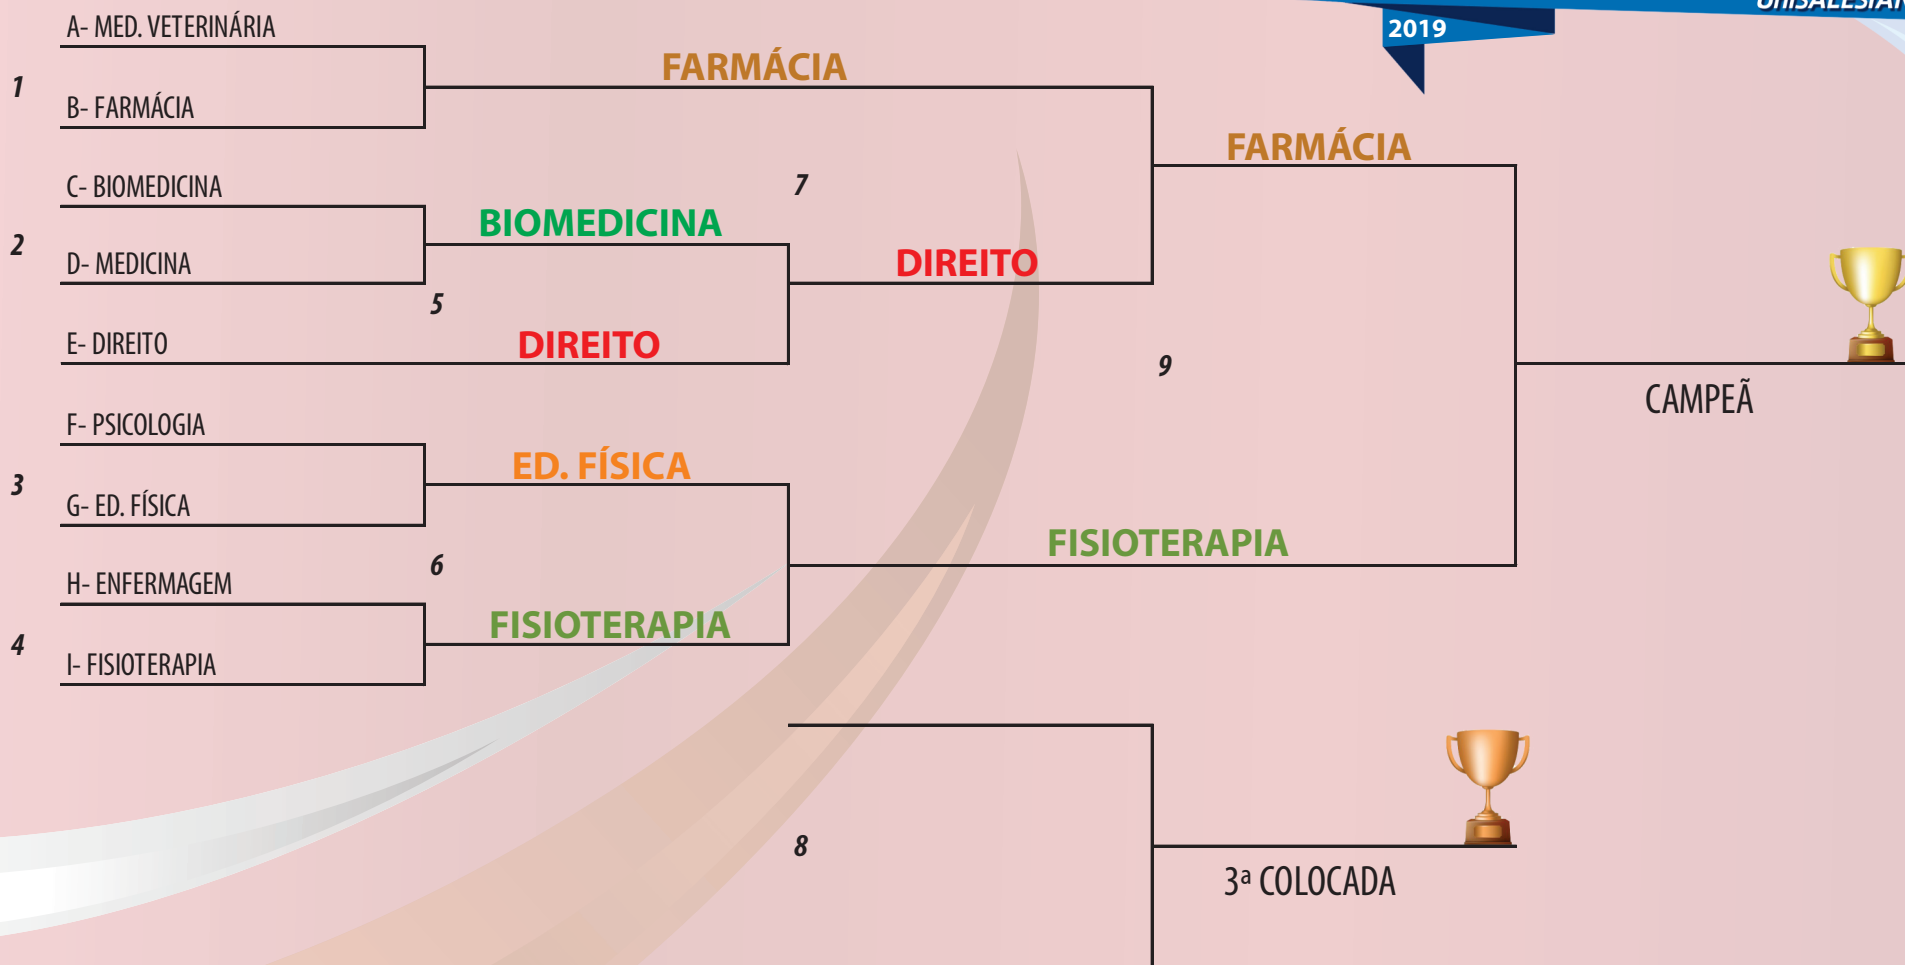 UniSALESIAN
2019
A- MED. VETERINÁRIA
1
B- FARMÁCIA
FARMÁCIA
C- BIOMEDICINA
2
D- MEDICINA
BIOMEDICINA
5
E- DIREITO
DIREITO
7
DIREITO
FARMÁCIA
F- PSICOLOGIA
3
G- ED. FÍSICA
ED. FÍSICA
6
H- ENFERMAGEM
4
I- FISIOTERAPIA
FISIOTERAPIA
FISIOTERAPIA
9
CAMPEÃ
8
3ª COLOCADA